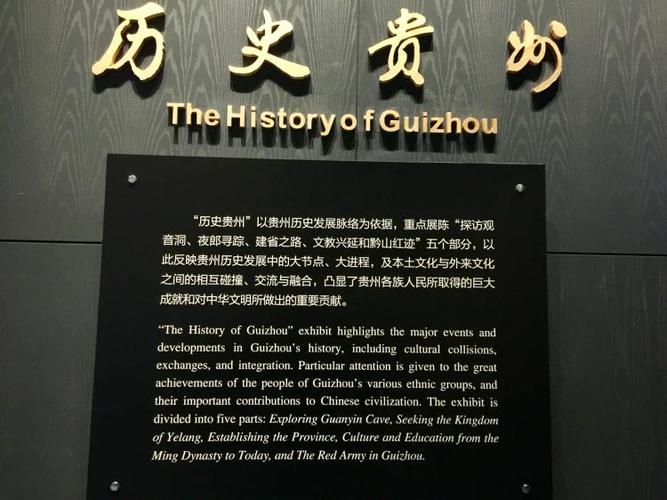 历史贵州
The History of Guizhou
“历史贵州”以贵州历史发展脉络为依据，重点展陈“探访观
音洞、夜郎寻踪、建省之路、文教兴延和黔山红迹”五个部分，以
此反映贵州历史发展中的大节点、大进程，及本土文化与外来文化
之间的相互碰撞、交流与融合，凸显了贵州各族人民所取得的巨大
成就和对中华文明所做出的重要贡献。
“The History of Guizhou” exhibit highlights the major events and
developments in Guizhou’s history, including cultural collisions,
exchanges, and integration. Particular attention is given to the great
achievements of the people of Guizhou’s various ethnic groups, and
their important contributions to Chinese civilization. The exhibit is
divided into five parts: Exploring Guanyin Cave, Seeking the Kingdom
of Yelang, Establishing the Province, Culture and Education from the
Ming Dynasty to Today, and The Red Army in Guizhou.